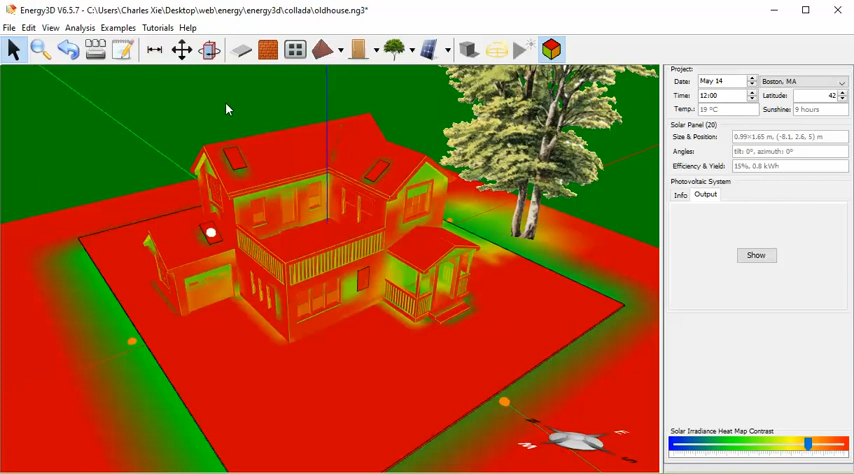 Energy3D V6.5.7 - C:\Users\Charles Xie\Desktop\web\energy\energy3d\collada\oldhouse.ng3*
File Edit View Analysis Examples Tutorials Help
Project:
Date: May 14 Boston, MA
Time: 12:00 Latitude: 42
Temp.: 19 °C Sunshine: 9 hours
Solar Panel (20)
Size & Position: 0.99×1.65 m, (-8.1, 2.6, 5) m
Angles: tilt: 0°, azimuth: 0°
Efficiency & Yield: 15%, 0.8 kWh
Photovoltaic System
Info Output
Show
Solar Irradiance Heat Map Contrast
E